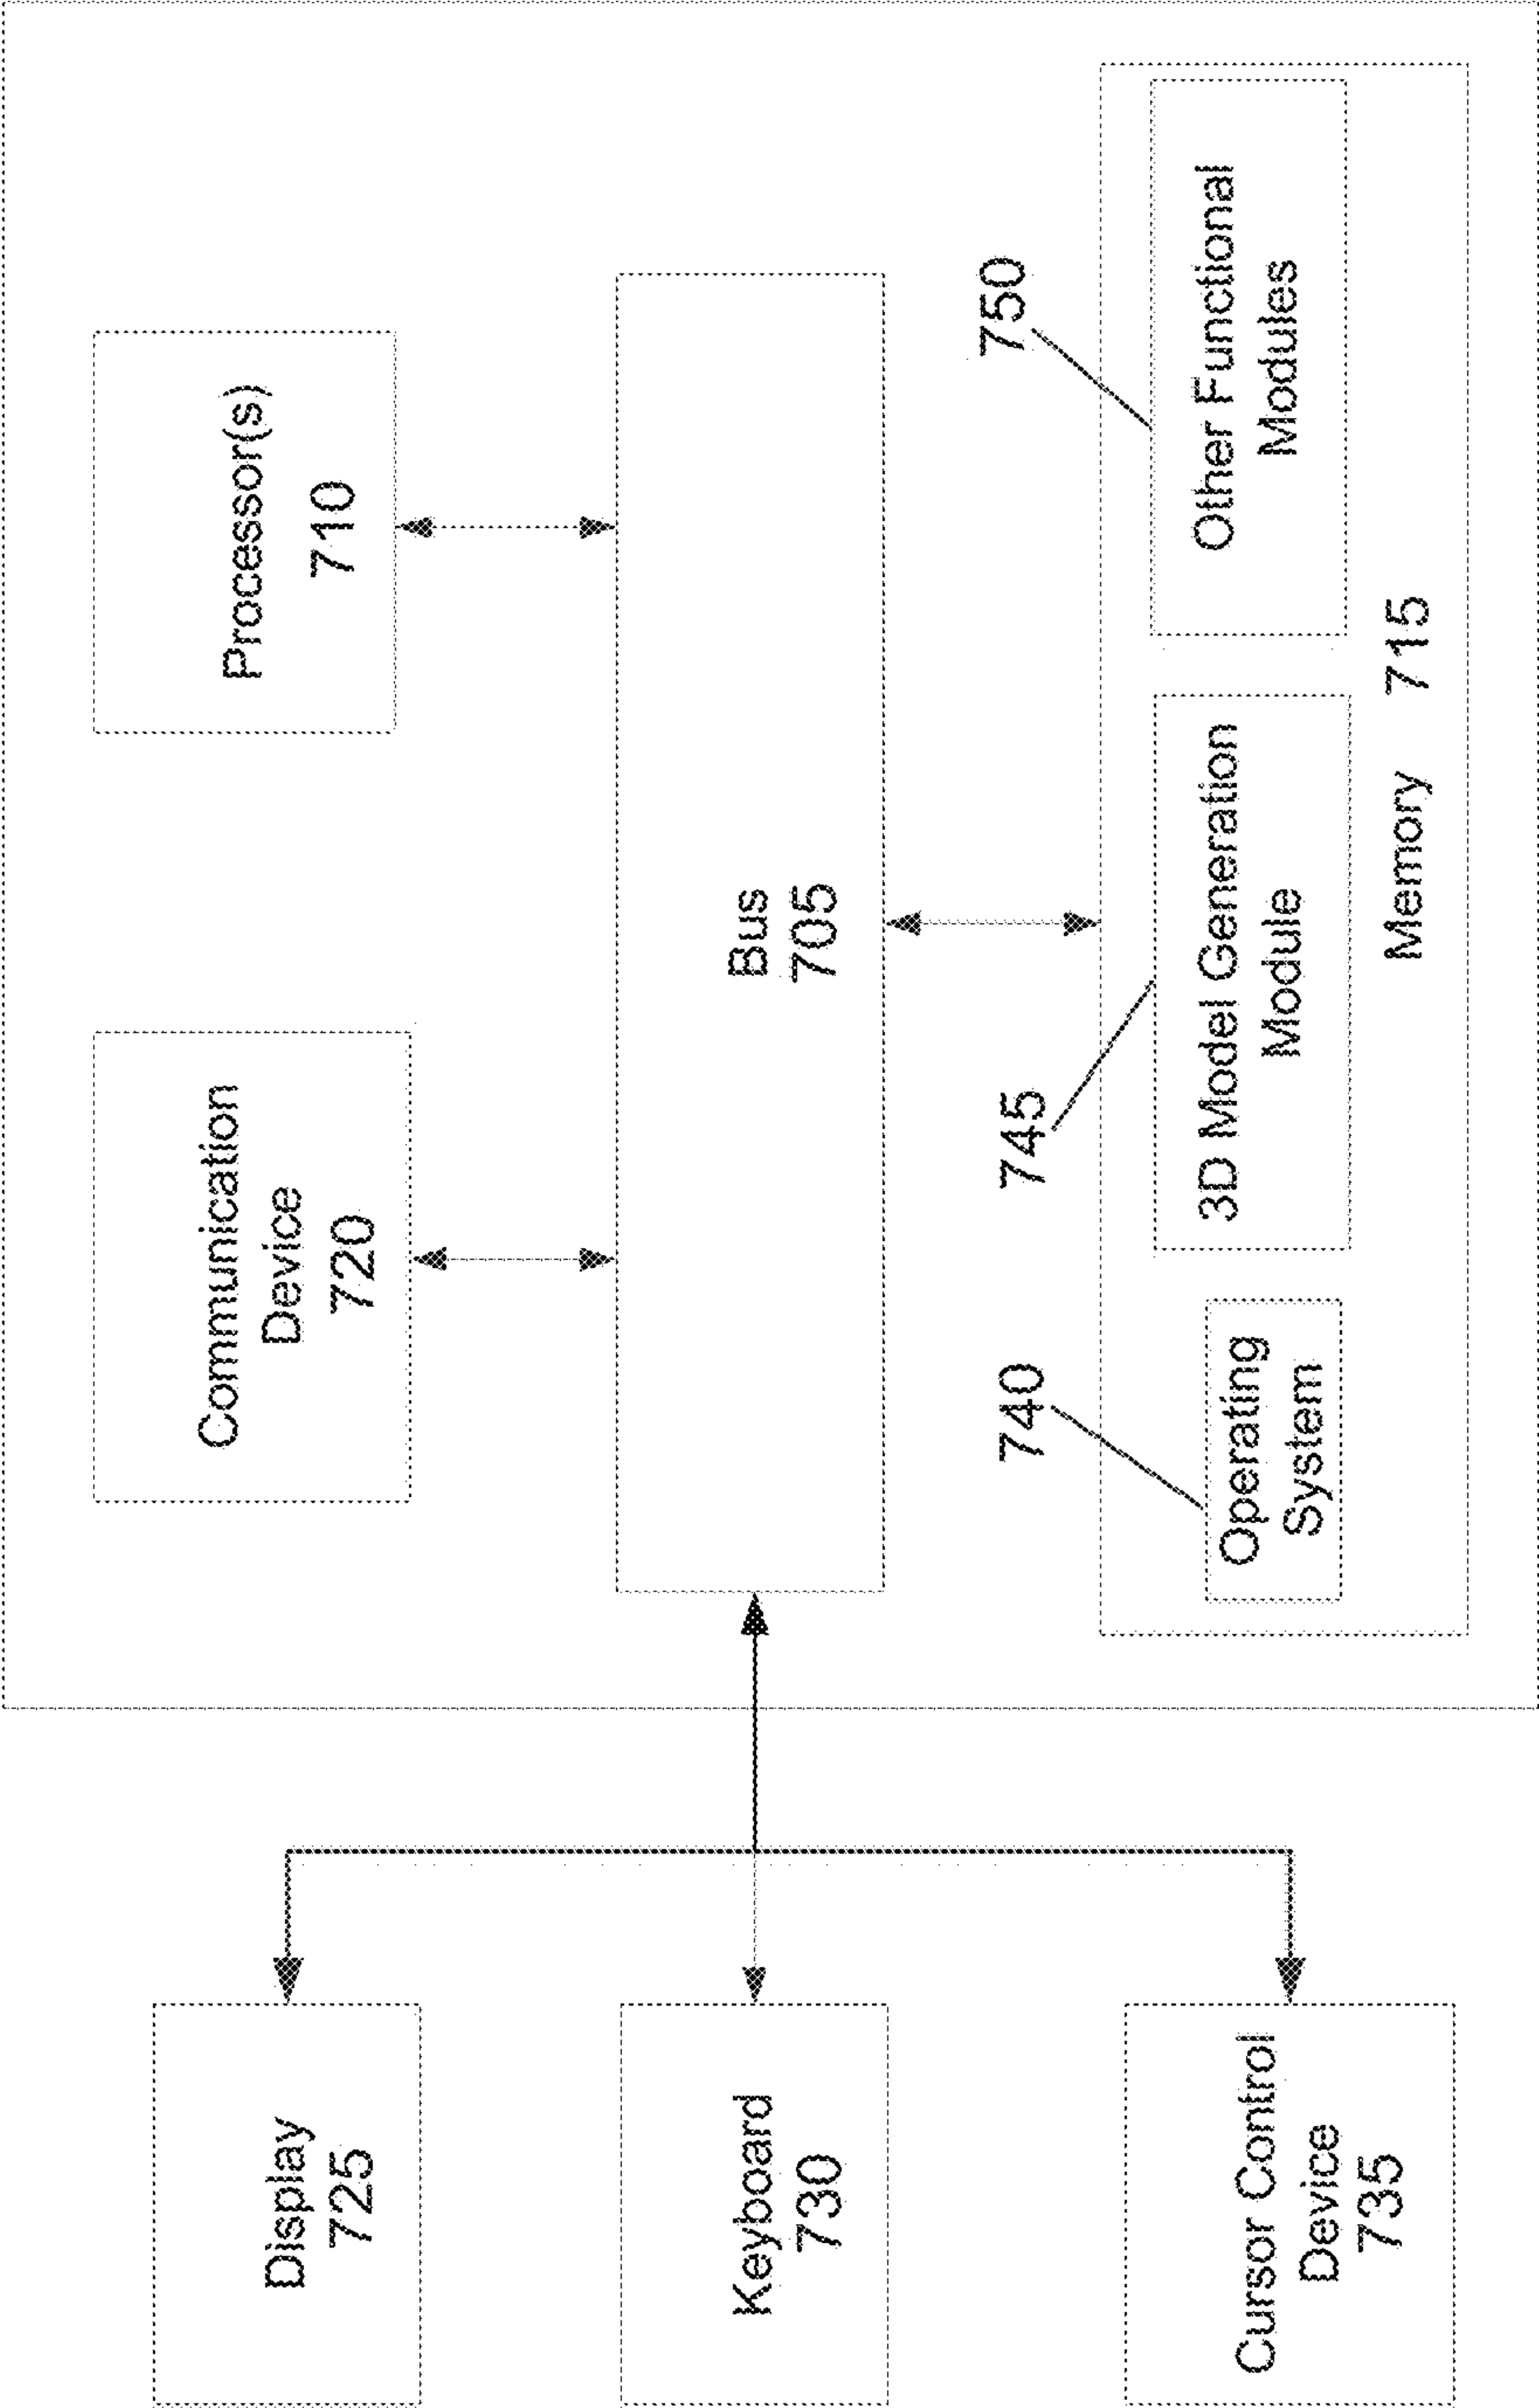 Display
725
Keyboard
730
Cursor Control
Device
735
Communication
Device
720
Processor(s)
710
Bus
705
740
745
750
Operating
System
3D Model Generation
Module
Other Functional
Modules
Memory 715